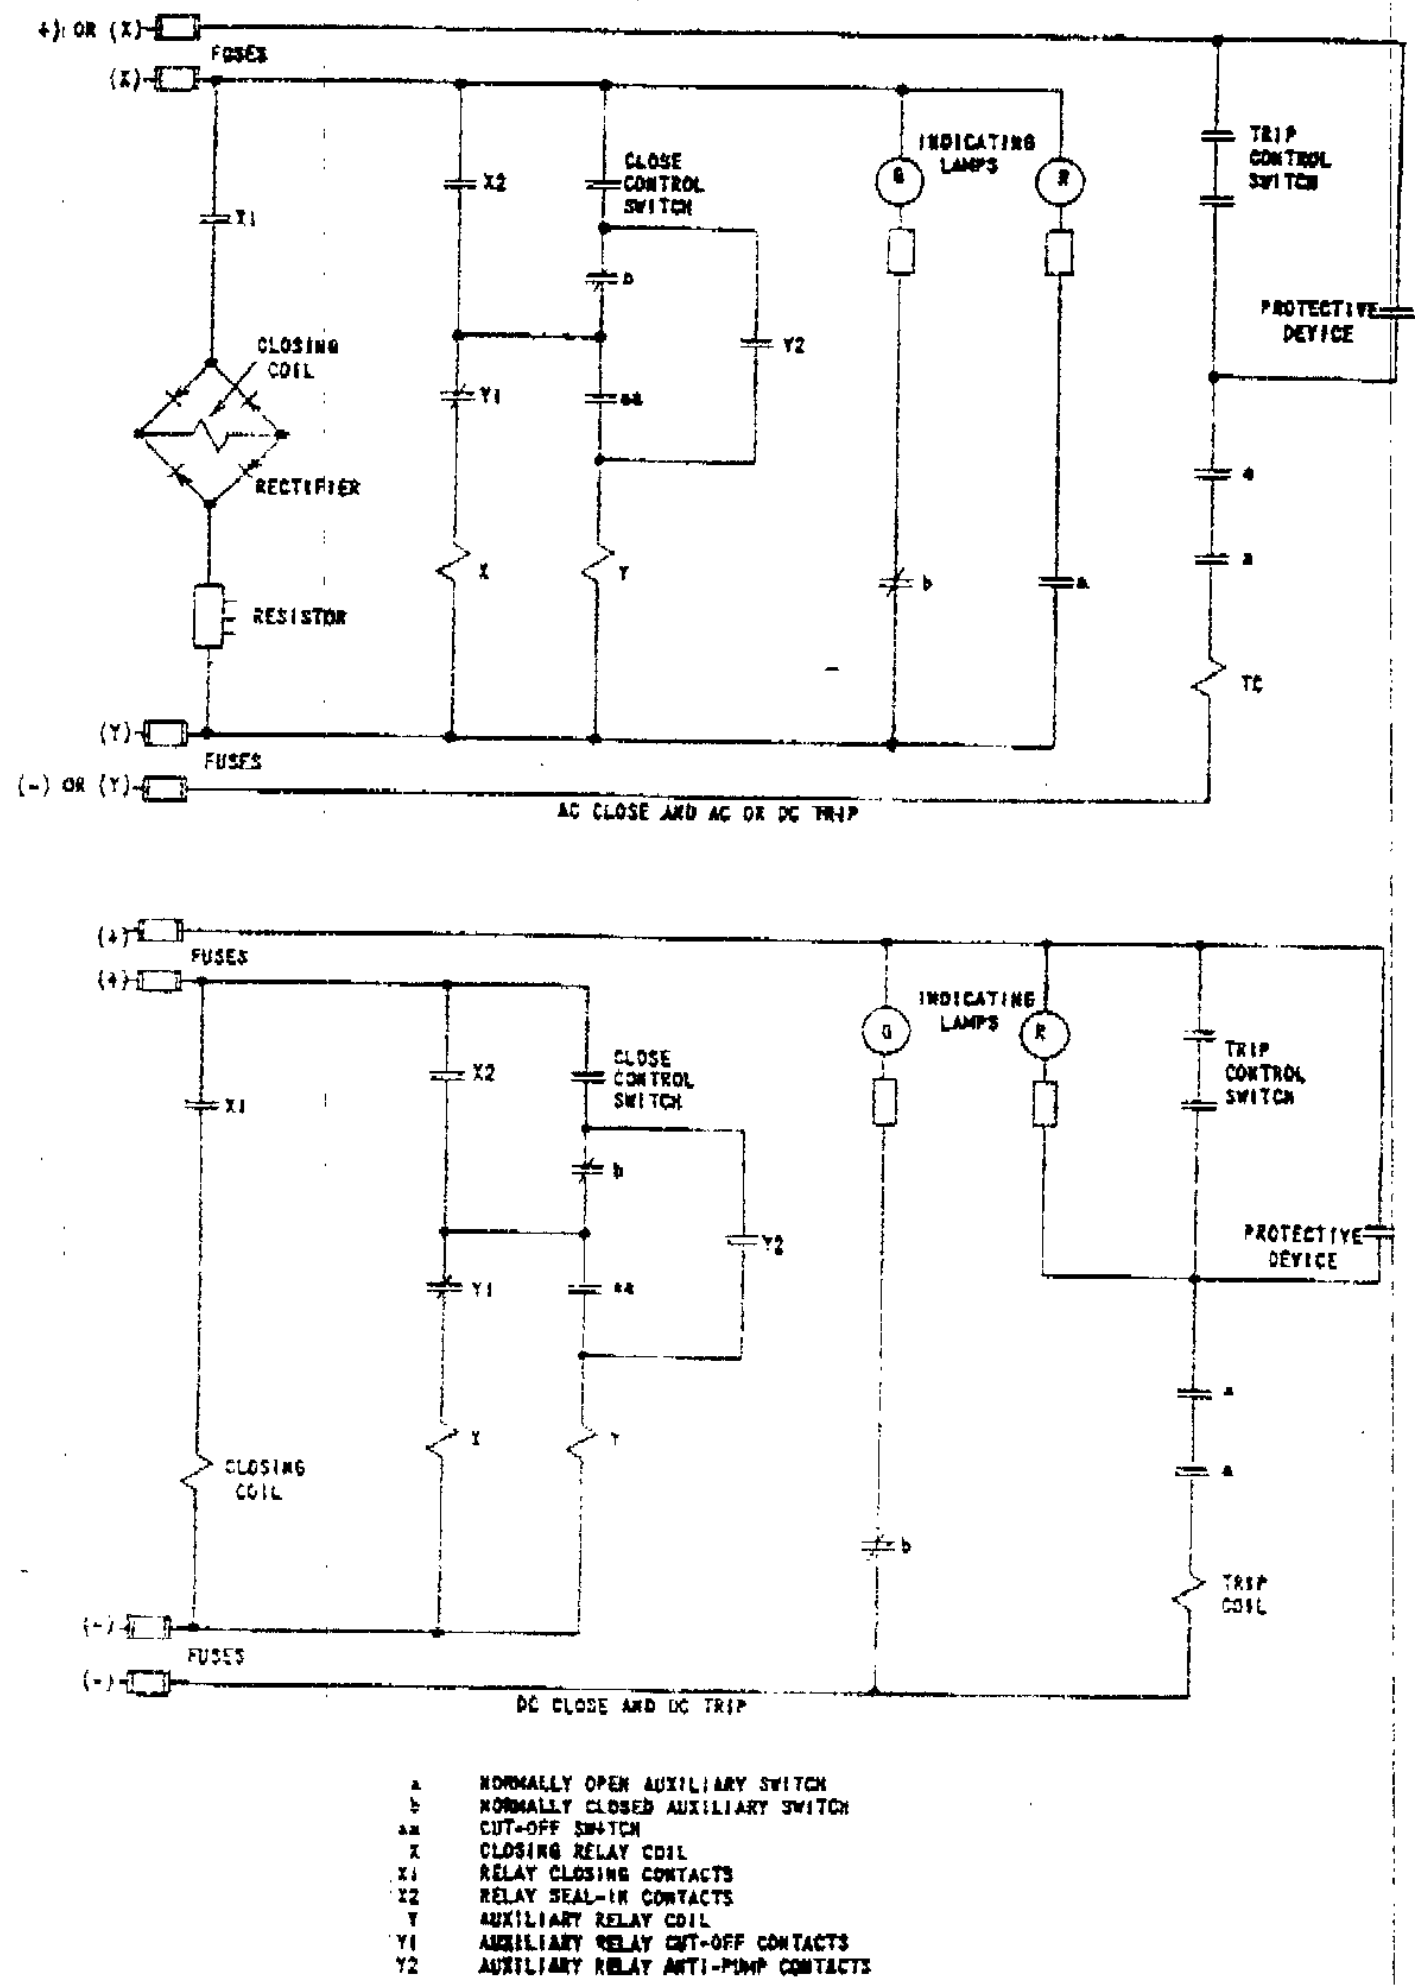 +) OR (X)
FUSES
(X)
INDICATING
LAMPS
TRIP
CONTROL
SWITCH
X2
CLOSE
CONTROL
SWITCH
G
R
X1
b
PROTECTIVE
DEVICE
CLOSING
COIL
Y2
Y1
aa
RECTIFIER
a
a
X
Y
b
a
RESISTOR
TC
(Y)
FUSES
(-) OR (Y)
AC CLOSE AND AC OR DC TRIP
(+)
FUSES
(+)
INDICATING
LAMPS
G
R
TRIP
CONTROL
SWITCH
X2
CLOSE
CONTROL
SWITCH
X1
b
Y2
PROTECTIVE
DEVICE
Y1
aa
a
X
Y
CLOSING
COIL
a
b
TRIP
COIL
(-)
FUSES
(-)
DC CLOSE AND DC TRIP
a NORMALLY OPEN AUXILIARY SWITCH
b NORMALLY CLOSED AUXILIARY SWITCH
aa CUT-OFF SWITCH
X CLOSING RELAY COIL
X1 RELAY CLOSING CONTACTS
X2 RELAY SEAL-IN CONTACTS
Y AUXILIARY RELAY COIL
Y1 AUXILIARY RELAY CUT-OFF CONTACTS
Y2 AUXILIARY RELAY ANTI-PUMP CONTACTS